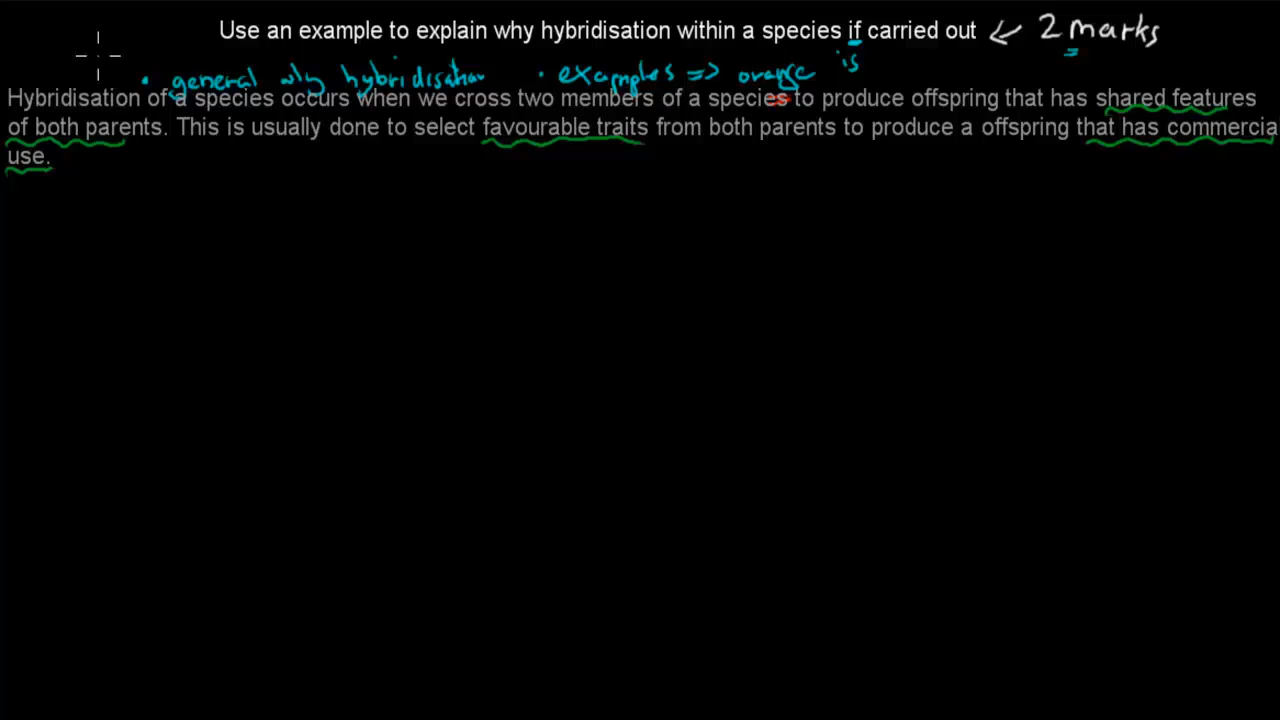 Use an example to explain why hybridisation within a species if carried out ← 2 marks
is
• general why hybridisation • examples => orange
Hybridisation of a species occurs when we cross two members of a species to produce offspring that has shared features
of both parents. This is usually done to select favourable traits from both parents to produce a offspring that has commercia
use.